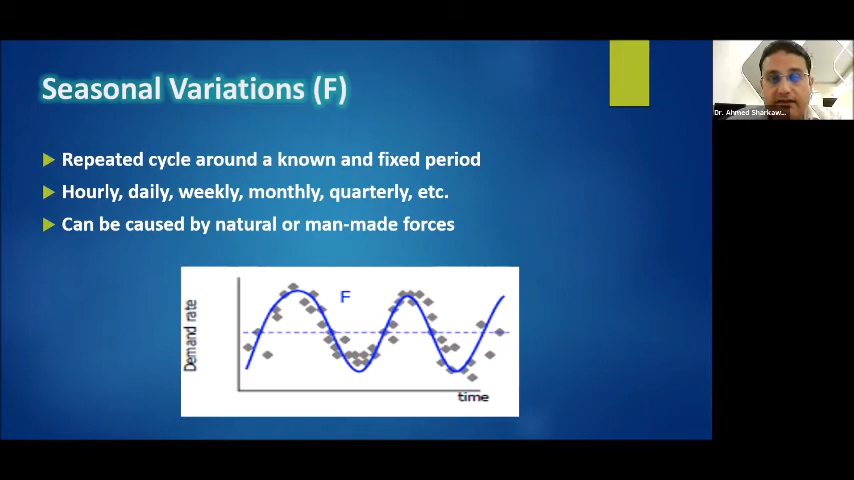 Seasonal Variations (F)
Dr. Ahmed Sharkaw...
Repeated cycle around a known and fixed period
Hourly, daily, weekly, monthly, quarterly, etc.
Can be caused by natural or man-made forces
F
Demand rate
time